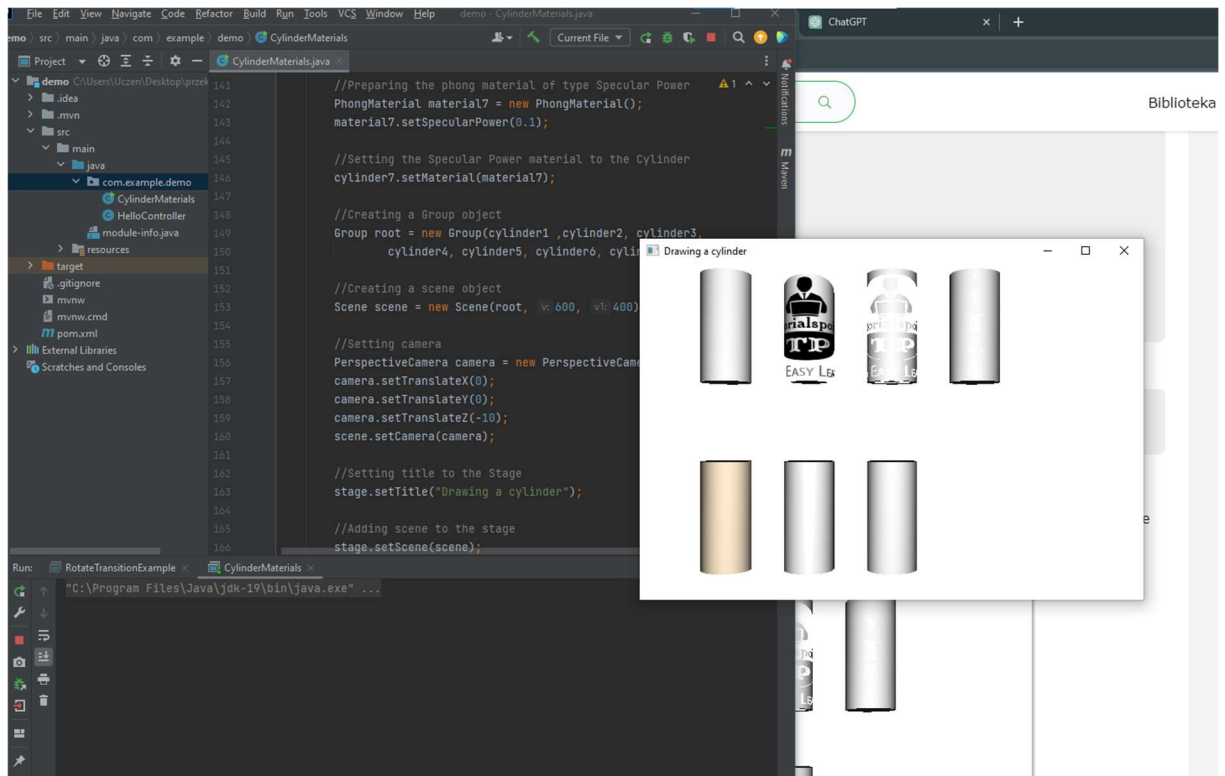 File Edit View Navigate Code Refactor Build Run Tools VCS Window Help demo - CylinderMaterials.java
emo src main java com example demo CylinderMaterials Current File
ChatGPT
Project
CylinderMaterials.java
demo C:\Users\Uczen\Desktop\przek
.idea
.mvn
src
main
java
com.example.demo
CylinderMaterials
HelloController
module-info.java
resources
target
.gitignore
mvnw
mvnw.cmd
pom.xml
External Libraries
Scratches and Consoles
141 //Preparing the phong material of type Specular Power
142 PhongMaterial material7 = new PhongMaterial();
143 material7.setSpecularPower(0.1);
144
145 //Setting the Specular Power material to the Cylinder
146 cylinder7.setMaterial(material7);
147
148 //Creating a Group object
149 Group root = new Group(cylinder1 ,cylinder2, cylinder3,
150 cylinder4, cylinder5, cylinder6, cyli
151
152 //Creating a scene object
153 Scene scene = new Scene(root, v: 600, v1: 400)
154
155 //Setting camera
156 PerspectiveCamera camera = new PerspectiveCame
157 camera.setTranslateX(0);
158 camera.setTranslateY(0);
159 camera.setTranslateZ(-10);
160 scene.setCamera(camera);
161
162 //Setting title to the Stage
163 stage.setTitle("Drawing a cylinder");
164
165 //Adding scene to the stage
166 stage.setScene(scene);
1
Notifications
m Maven
Biblioteka
Drawing a cylinder
orialspo
TP
EASY LEA
orialspo
TP
EASY LE
e
Run: RotateTransitionExample CylinderMaterials
"C:\Program Files\Java\jdk-19\bin\java.exe" ...